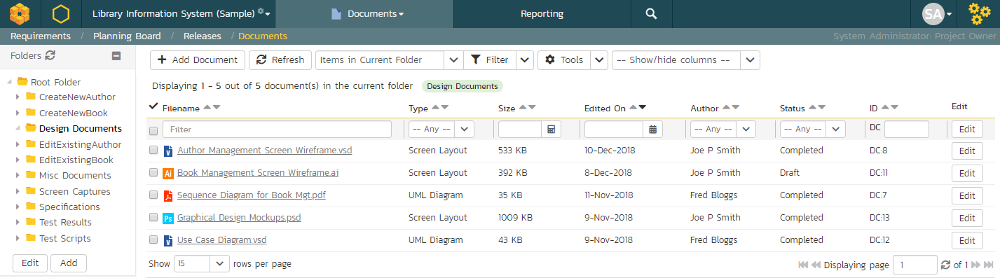 Library Information System (Sample) Documents Reporting SA
Requirements / Planning Board / Releases / Documents System Administrator: Project Owner
Folders
Root Folder
CreateNewAuthor
CreateNewBook
Design Documents
EditExistingAuthor
EditExistingBook
Misc Documents
Screen Captures
Specifications
Test Results
Test Scripts
Edit Add
Add Document Refresh Items in Current Folder Filter Tools -- Show/hide columns --
Displaying 1 - 5 out of 5 document(s) in the current folder Design Documents
Filename Type Size Edited On Author Status ID Edit
Filter -- Any -- -- Any -- -- Any -- DC Edit
Author Management Screen Wireframe.vsd Screen Layout 533 KB 10-Dec-2018 Joe P Smith Completed DC:8 Edit
Ai Book Management Screen Wireframe.ai Screen Layout 392 KB 8-Dec-2018 Joe P Smith Draft DC:11 Edit
Sequence Diagram for Book Mgt.pdf UML Diagram 35 KB 11-Nov-2018 Fred Bloggs Completed DC:7 Edit
Ps Graphical Design Mockups.psd Screen Layout 1009 KB 9-Nov-2018 Joe P Smith Completed DC:13 Edit
Use Case Diagram.vsd UML Diagram 43 KB 9-Nov-2018 Fred Bloggs Completed DC:12 Edit
Show 15 rows per page Displaying page 1 of 1